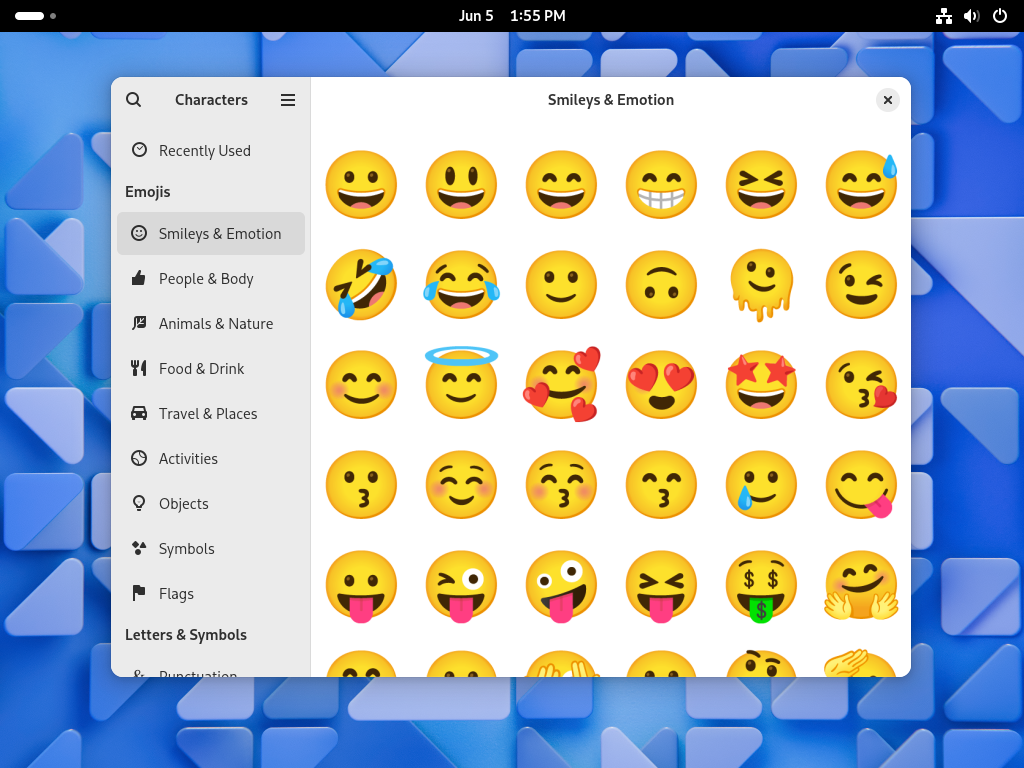 Jun 5 1:55 PM
Characters
Smileys & Emotion
Recently Used
Emojis
Smileys & Emotion
People & Body
Animals & Nature
Food & Drink
Travel & Places
Activities
Objects
Symbols
Flags
Letters & Symbols
& Punctuation
$ $
$